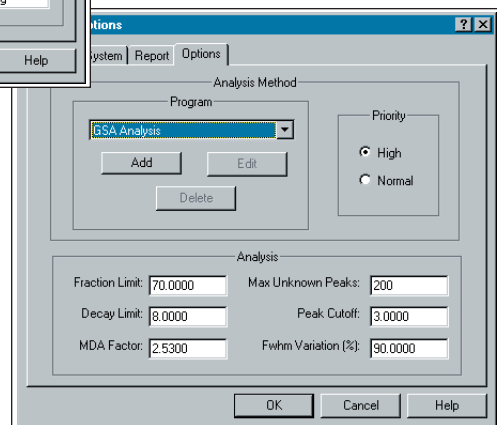 g
Help
ptions
? ×
ystem Report Options
Analysis Method
Program
GSA Analysis
Add Edit
Delete
Priority
High
Normal
Analysis
Fraction Limit: 70.0000 Max Unknown Peaks: 200
Decay Limit: 8.0000 Peak Cutoff: 3.0000
MDA Factor: 2.5300 Fwhm Variation (%): 90.0000
OK Cancel Help